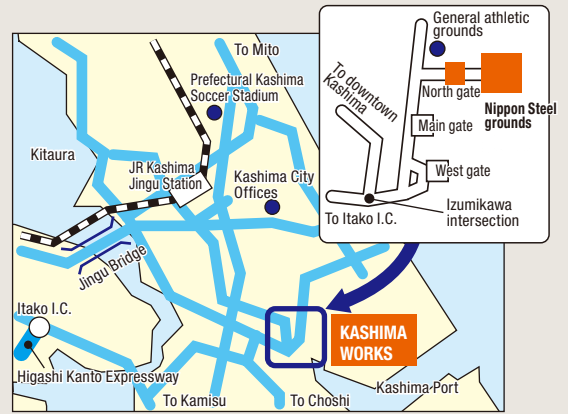 General athletic
grounds
To downtown
Kashima
North gate
Nippon Steel
grounds
Main gate
West gate
Izumikawa
intersection
To Itako I.C.
To Mito
Prefectural Kashima
Soccer Stadium
Kitaura
JR Kashima
Jingu Station
Kashima City
Offices
Jingu Bridge
Itako I.C.
KASHIMA
WORKS
Higashi Kanto Expressway
Kashima Port
To Kamisu
To Choshi